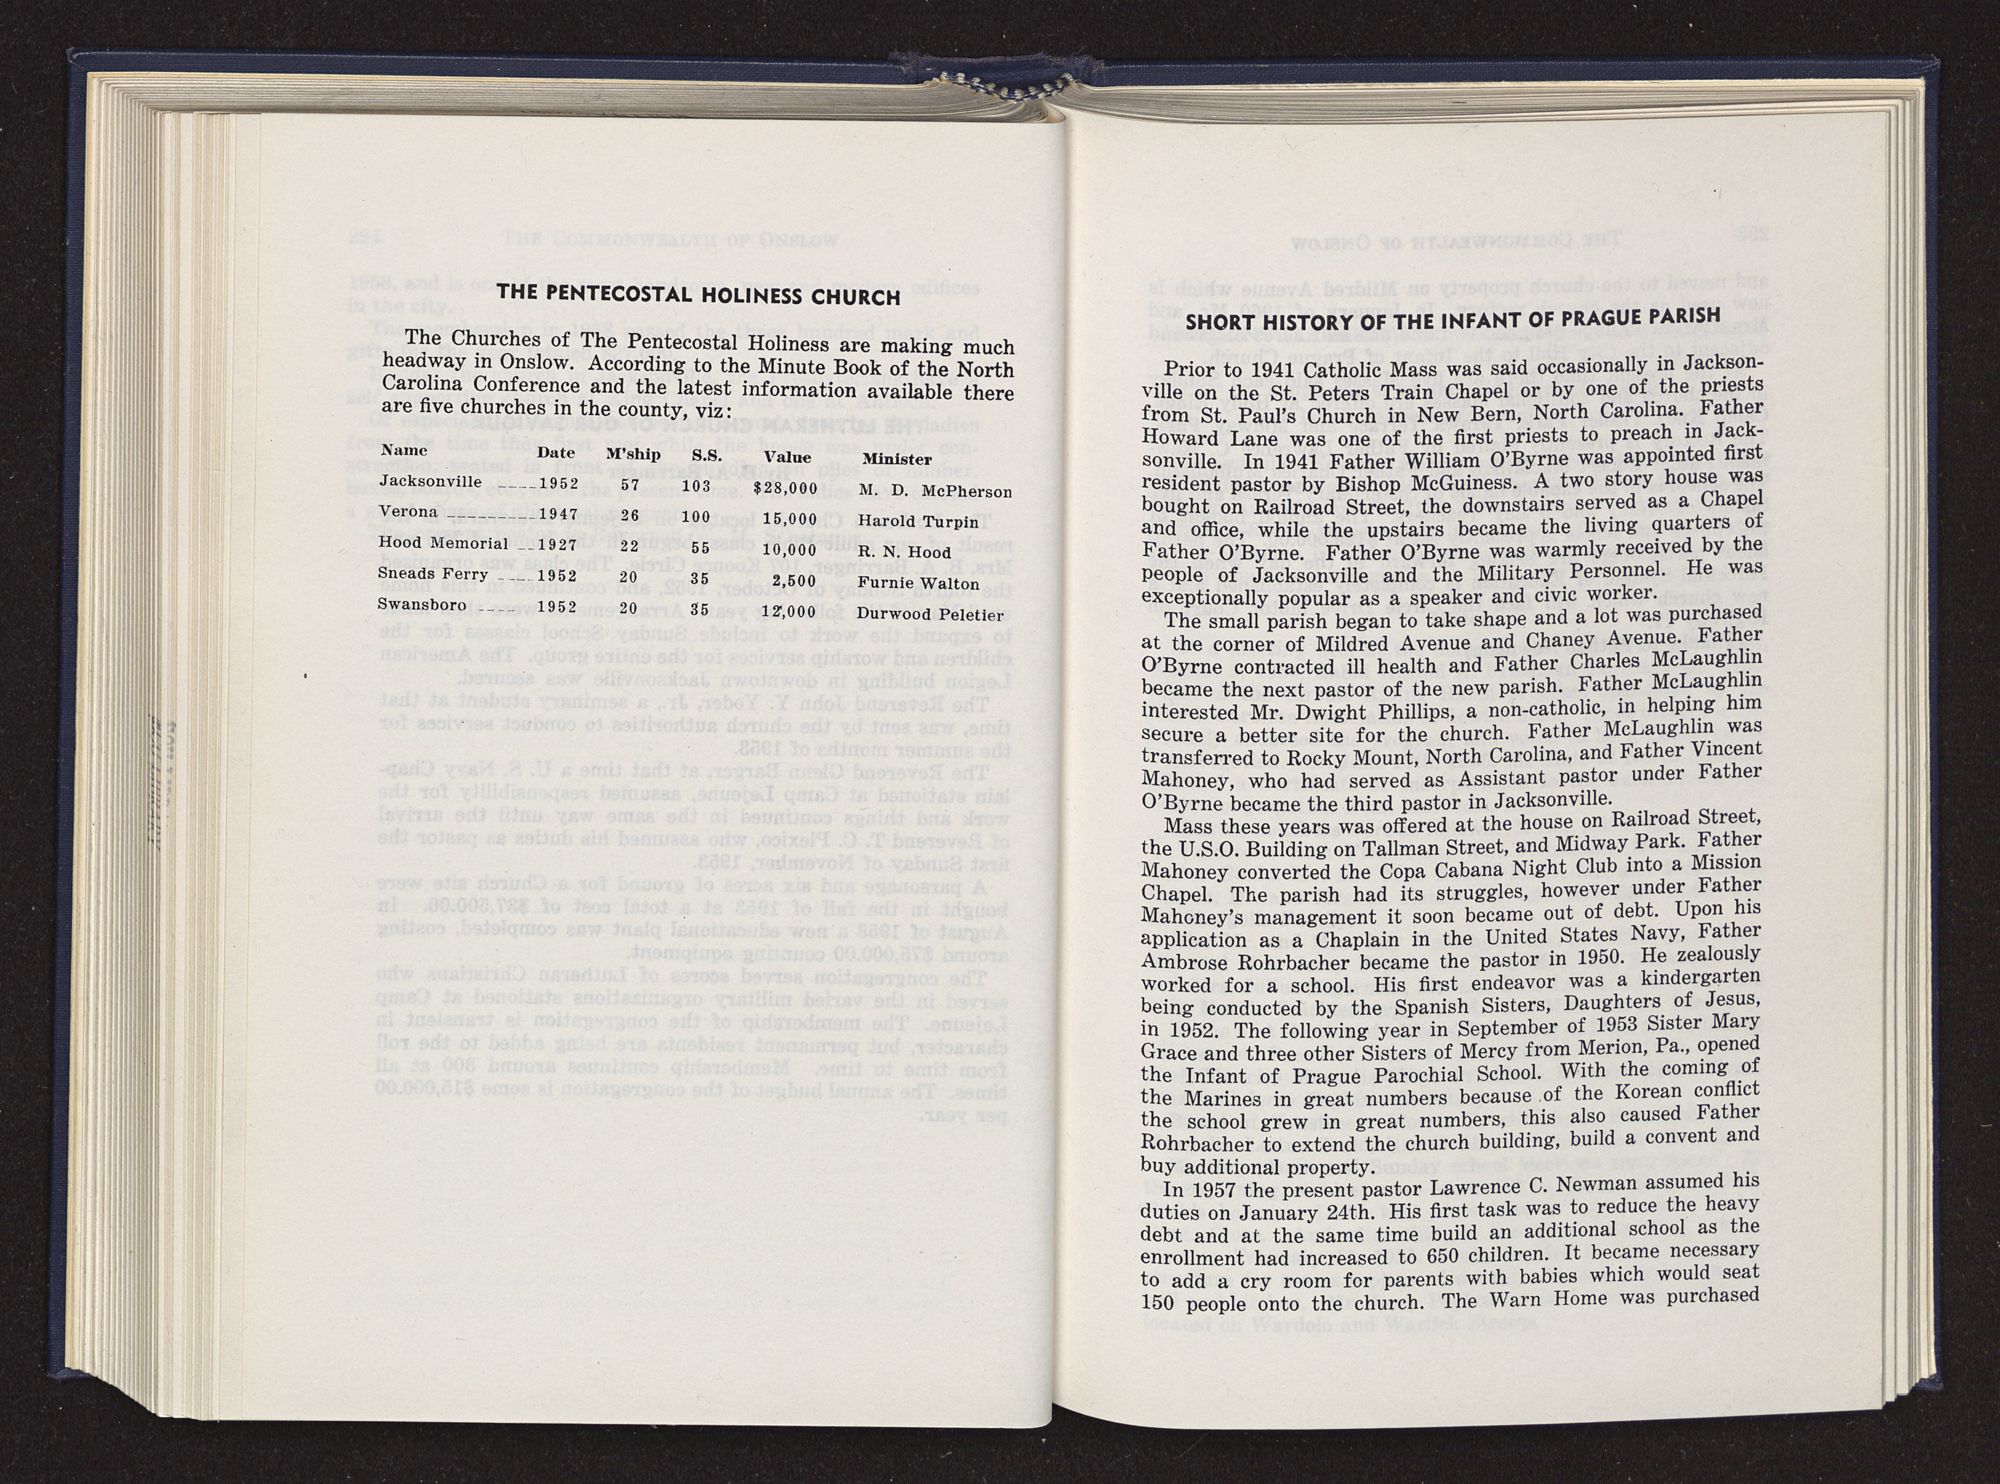 THE PENTECOSTAL HOLINESS CHURCH
The Churches of The Pentecostal Holiness are making much
headway in Onslow. According to the Minute Book of the North
Carolina Conference and the latest information available there
are five churches in the county, viz:
Name Date M'ship S.S. Value Minister
Jacksonville ____1952 57 103 $28,000 M. D. McPherson
Verona _________1947 26 100 15,000 Harold Turpin
Hood Memorial __1927 22 55 10,000 R. N. Hood
Sneads Ferry ____1952 20 35 2,500 Furnie Walton
Swansboro ____ 1952 20 35 12,000 Durwood Peletier
SHORT HISTORY OF THE INFANT OF PRAGUE PARISH
Prior to 1941 Catholic Mass was said occasionally in Jackson-
ville on the St. Peters Train Chapel or by one of the priests
from St. Paul's Church in New Bern, North Carolina. Father
Howard Lane was one of the first priests to preach in Jack-
sonville. In 1941 Father William O'Byrne was appointed first
resident pastor by Bishop McGuiness. A two story house was
bought on Railroad Street, the downstairs served as a Chapel
and office, while the upstairs became the living quarters of
Father O'Byrne. Father O'Byrne was warmly received by the
people of Jacksonville and the Military Personnel. He was
exceptionally popular as a speaker and civic worker.
The small parish began to take shape and a lot was purchased
at the corner of Mildred Avenue and Chaney Avenue. Father
O'Byrne contracted ill health and Father Charles McLaughlin
became the next pastor of the new parish. Father McLaughlin
interested Mr. Dwight Phillips, a non-catholic, in helping him
secure a better site for the church. Father McLaughlin was
transferred to Rocky Mount, North Carolina, and Father Vincent
Mahoney, who had served as Assistant pastor under Father
O'Byrne became the third pastor in Jacksonville.
Mass these years was offered at the house on Railroad Street,
the U.S.O. Building on Tallman Street, and Midway Park. Father
Mahoney converted the Copa Cabana Night Club into a Mission
Chapel. The parish had its struggles, however under Father
Mahoney's management it soon became out of debt. Upon his
application as a Chaplain in the United States Navy, Father
Ambrose Rohrbacher became the pastor in 1950. He zealously
worked for a school. His first endeavor was a kindergarten
being conducted by the Spanish Sisters, Daughters of Jesus,
in 1952. The following year in September of 1953 Sister Mary
Grace and three other Sisters of Mercy from Merion, Pa., opened
the Infant of Prague Parochial School. With the coming of
the Marines in great numbers because of the Korean conflict
the school grew in great numbers, this also caused Father
Rohrbacher to extend the church building, build a convent and
buy additional property.
In 1957 the present pastor Lawrence C. Newman assumed his
duties on January 24th. His first task was to reduce the heavy
debt and at the same time build an additional school as the
enrollment had increased to 650 children. It became necessary
to add a cry room for parents with babies which would seat
150 people onto the church. The Warn Home was purchased